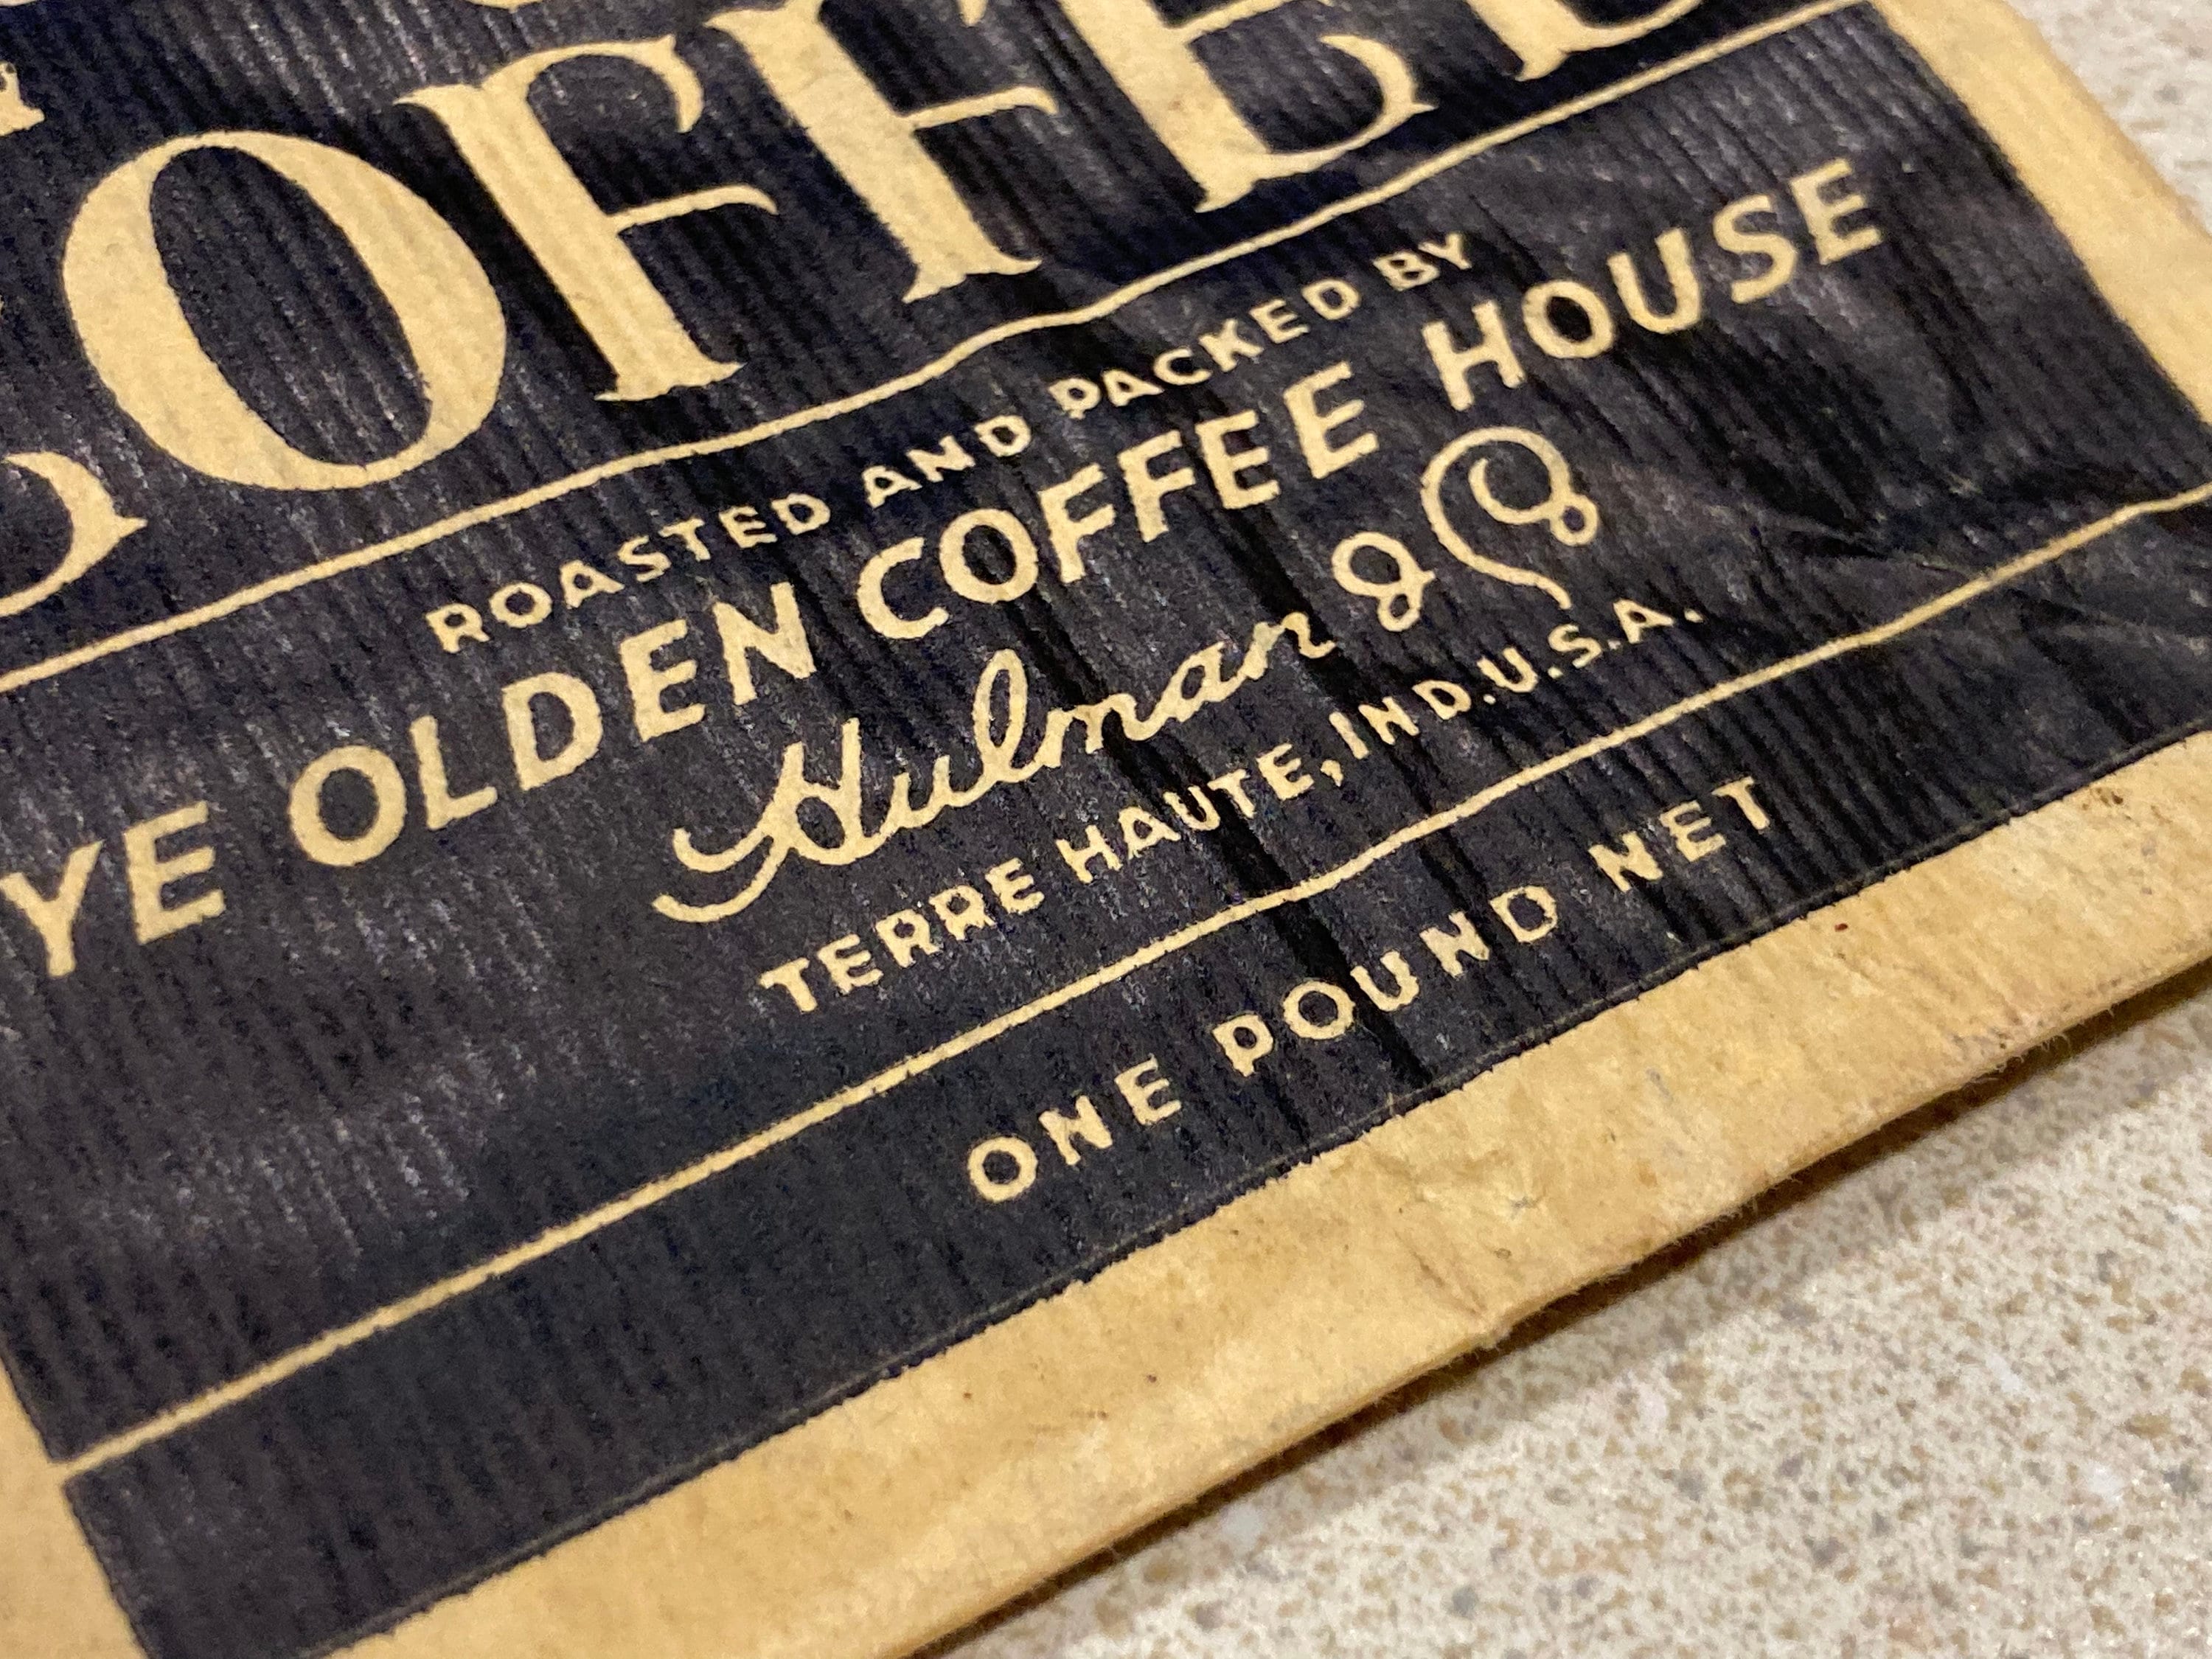 COFFEE
ROASTED AND PACKED BY
YE OLDEN COFFEE HOUSE
Hulman & Co
TERRE HAUTE, IND. U.S.A.
ONE POUND NET